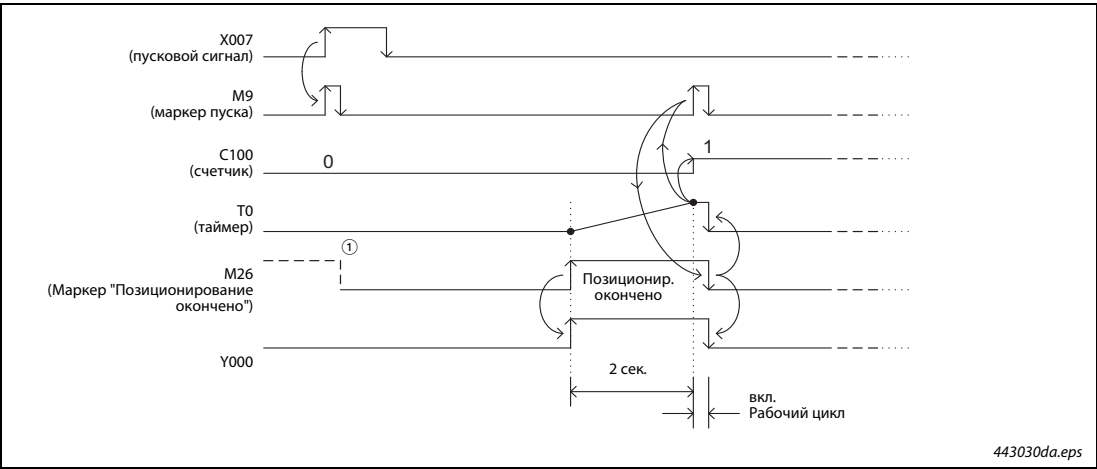 X007
(пусковой сигнал)
M9
(маркер пуска)
C100
(счетчик)
0
1
T0
(таймер)
①
M26
(Маркер "Позиционирование
окончено")
Позиционир.
окончено
Y000
2 сек.
вкл.
Рабочий цикл
443030da.eps